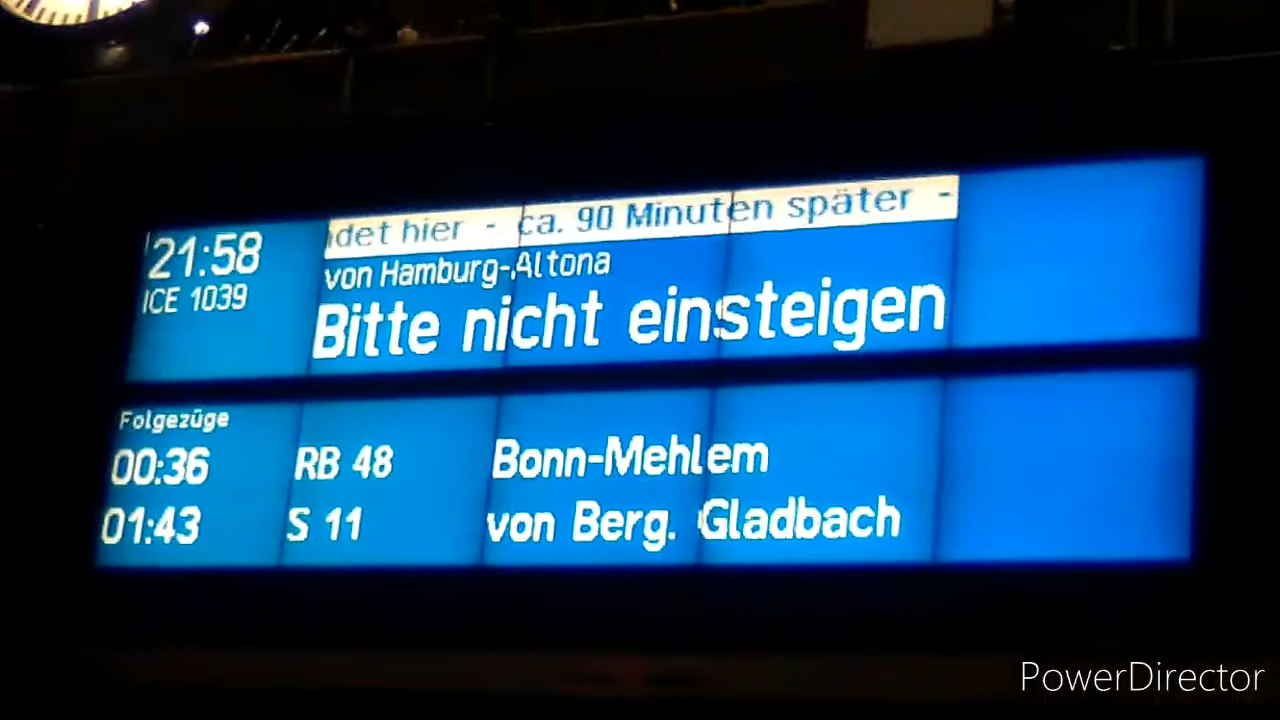 21:58
det hier - ca. 90 Minuten später -
ICE 1039
von Hamburg-Altona
Bitte nicht einsteigen
Folgezüge
00:36 RB 48 Bonn-Mehlem
01:43 S 11 von Berg. Gladbach
PowerDirector